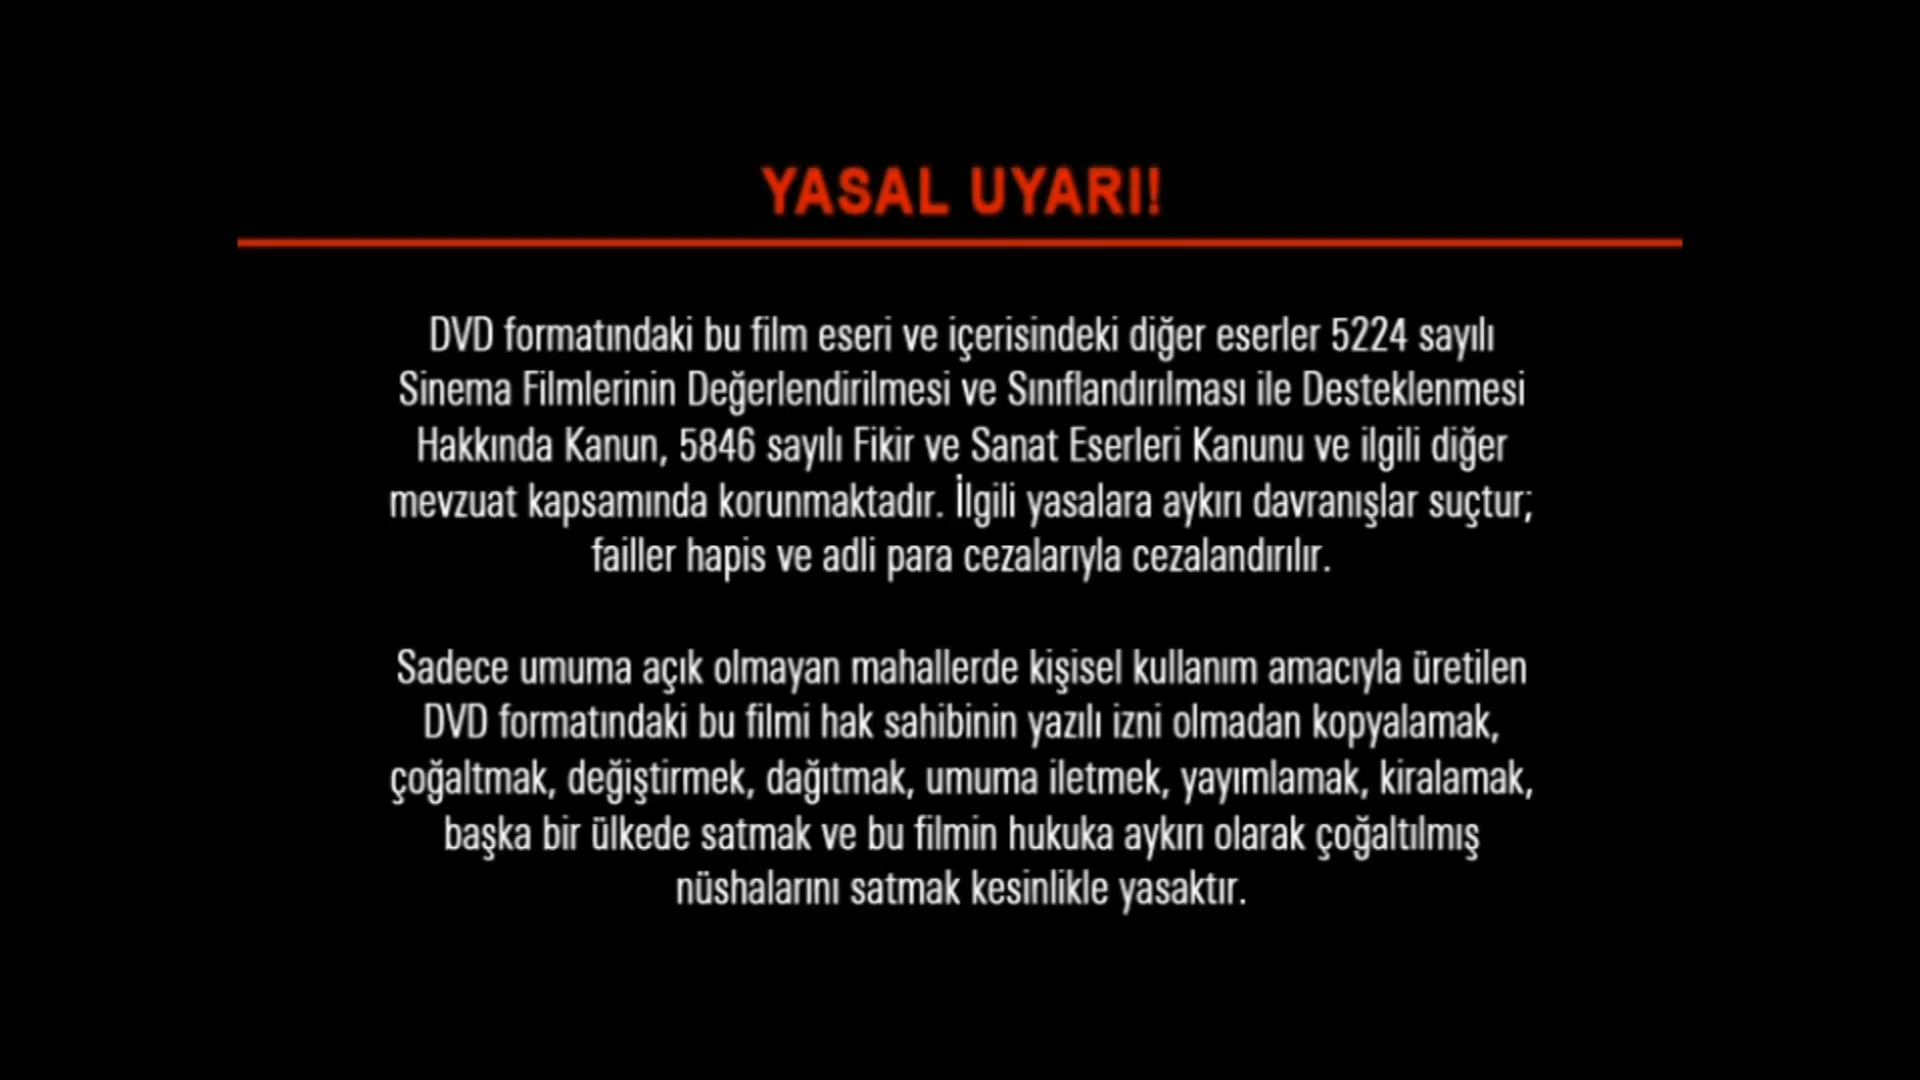 YASAL UYARI!
DVD formatındaki bu film eseri ve içerisindeki diğer eserler 5224 sayılı
Sinema Filmlerinin Değerlendirilmesi ve Sınıflandırılması ile Desteklenmesi
Hakkında Kanun, 5846 sayılı Fikir ve Sanat Eserleri Kanunu ve ilgili diğer
mevzuat kapsamında korunmaktadır. İlgili yasalara aykırı davranışlar suçtur;
failler hapis ve adli para cezalarıyla cezalandırılır.
Sadece umuma açık olmayan mahallerde kişisel kullanım amacıyla üretilen
DVD formatındaki bu filmi hak sahibinin yazılı izni olmadan kopyalamak,
çoğaltmak, değiştirmek, dağıtmak, umuma iletmek, yayımlamak, kiralamak,
başka bir ülkede satmak ve bu filmin hukuka aykırı olarak çoğaltılmış
nüshalarını satmak kesinlikle yasaktır.